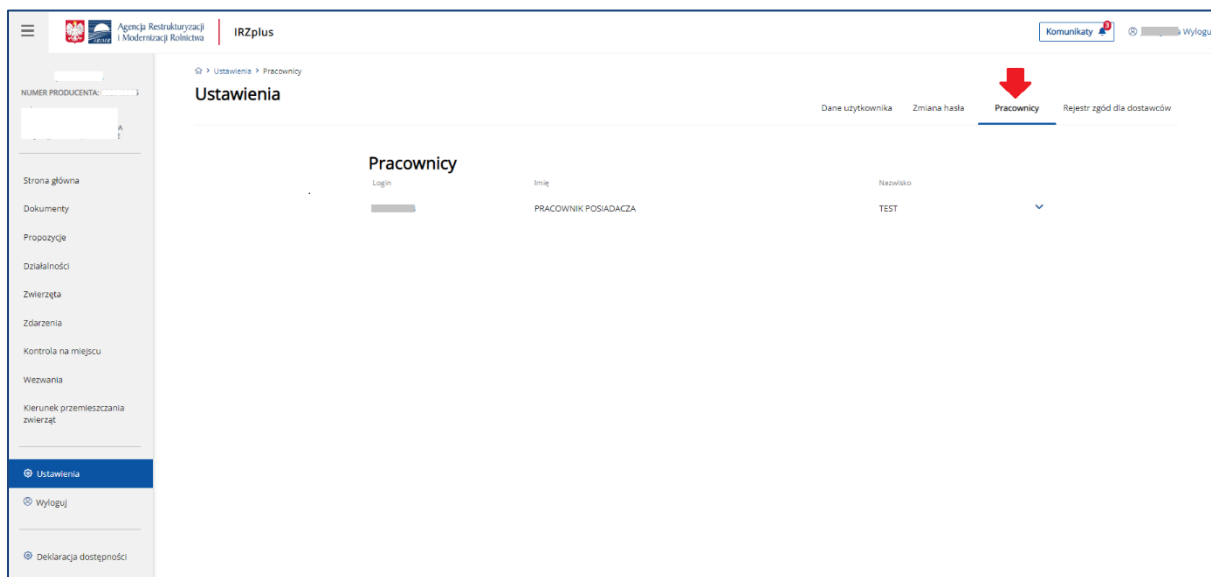 Agencja Restrukturyzacji
i Modernizacji Rolnictwa
IRZplus
Komunikaty
3
Wyloguj
Ustawienia > Pracownicy
NUMER PRODUCENTA:
Ustawienia
Dane użytkownika
Zmiana hasła
Pracownicy
Rejestr zgód dla dostawców
Pracownicy
Login
Imię
Nazwisko
PRACOWNIK POSIADACZA
TEST
Strona główna
Dokumenty
Propozycje
Działalności
Zwierzęta
Zdarzenia
Kontrola na miejscu
Wezwania
Kierunek przemieszczania
zwierząt
Ustawienia
Wyloguj
Deklaracja dostępności